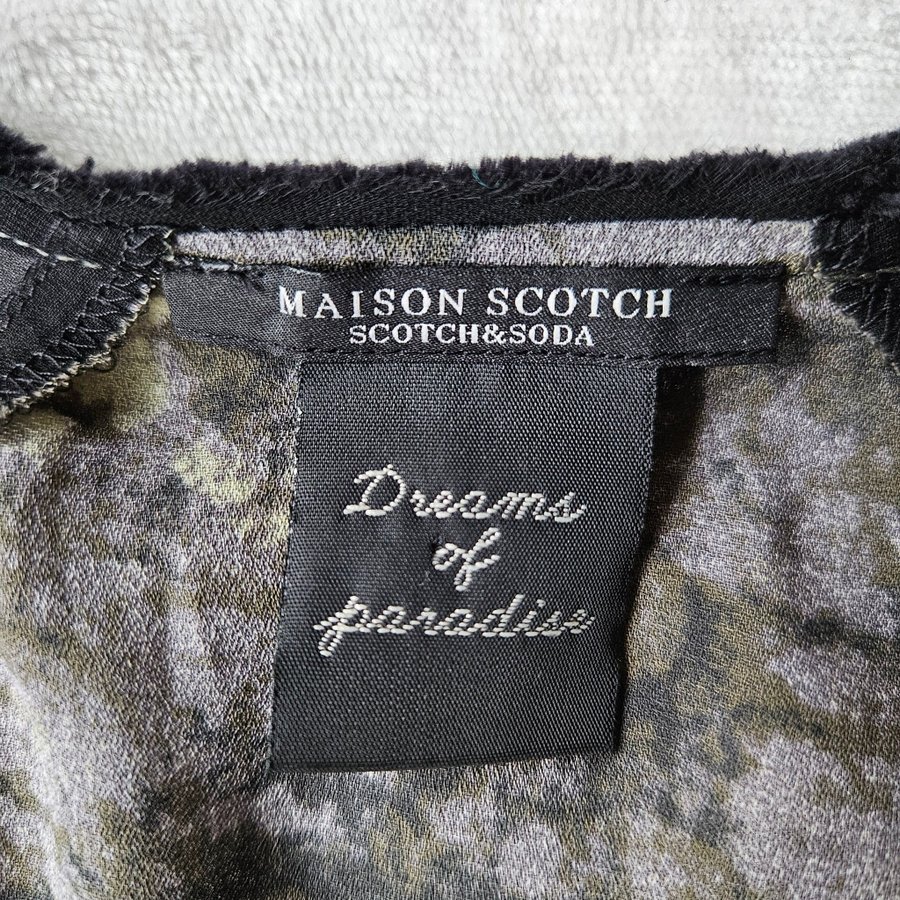 MAISON SCOTCH
SCOTCH&SODA
Dreams
of
paradise